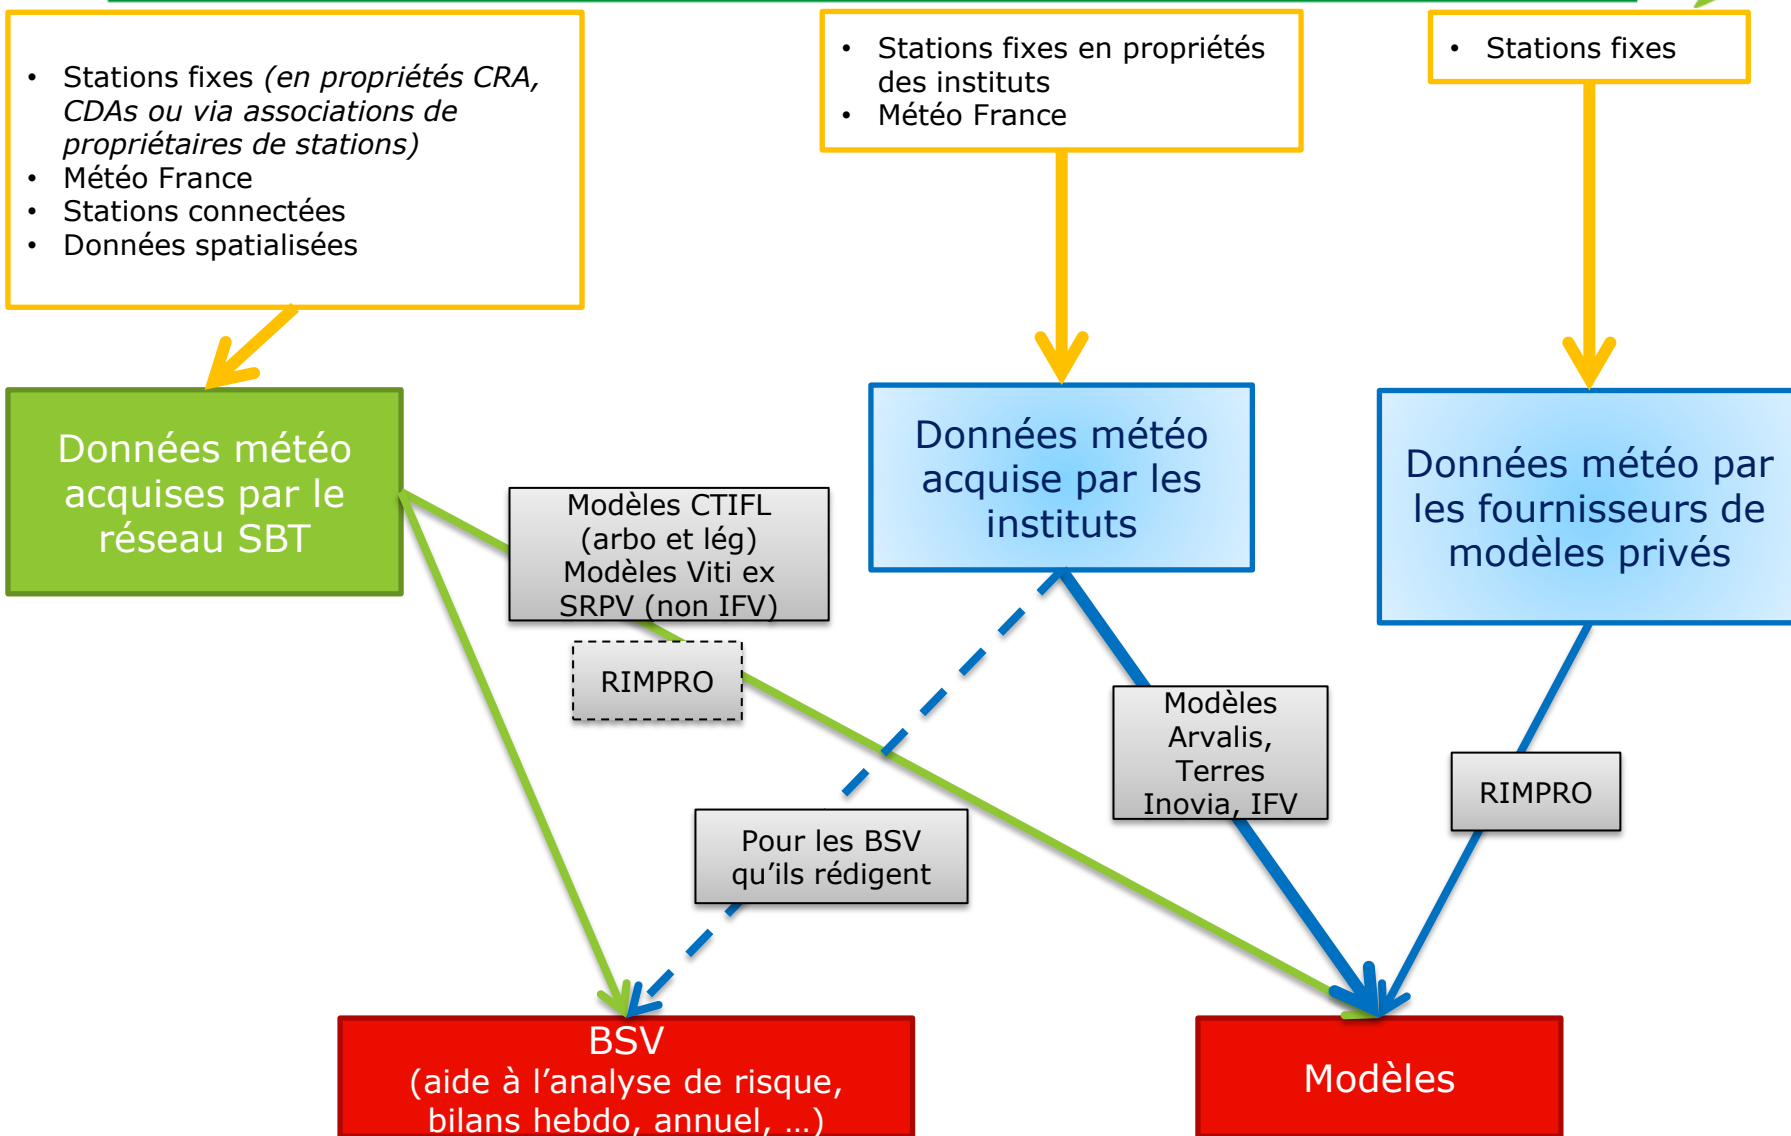 • Stations fixes (en propriétés CRA,
CDAs ou via associations de
propriétaires de stations)
• Météo France
• Stations connectées
• Données spatialisées
• Stations fixes en propriétés
des instituts
• Météo France
• Stations fixes
Données météo
acquises par le
réseau SBT
Données météo
acquise par les
instituts
Données météo par
les fournisseurs de
modèles privés
Modèles CTIFL
(arbo et lég)
Modèles Viti ex
SRPV (non IFV)
RIMPRO
Modèles
Arvalis,
Terres
Inovia, IFV
RIMPRO
Pour les BSV
qu’ils rédigent
BSV
(aide à l’analyse de risque,
bilans hebdo, annuel, …)
Modèles